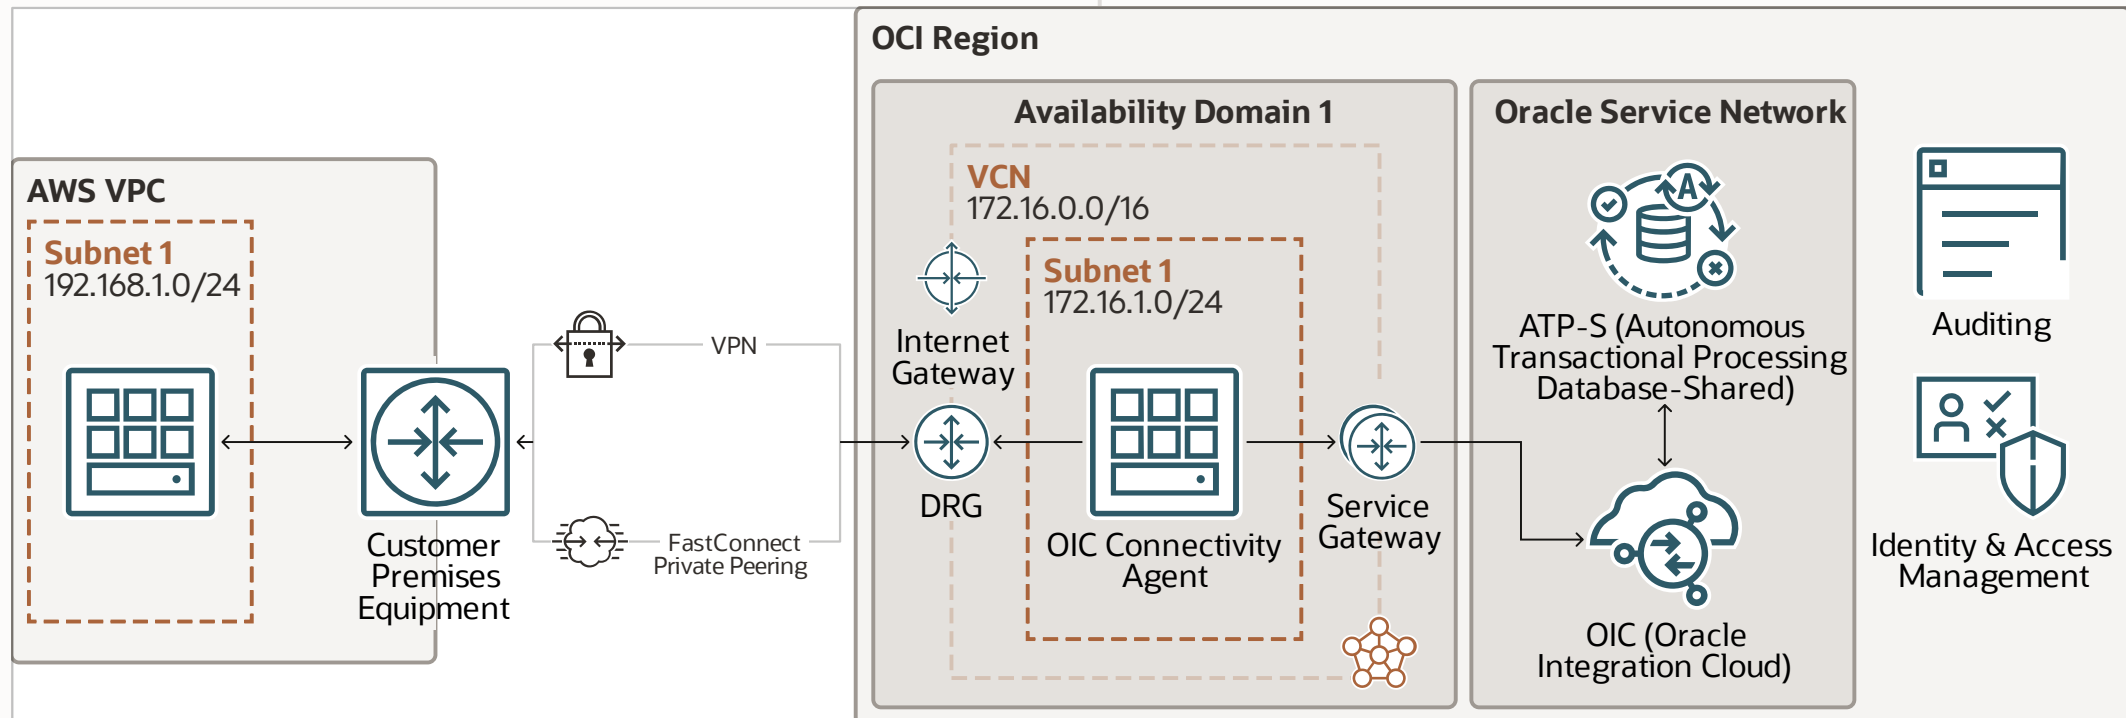 OCI Region
Availability Domain 1
Oracle Service Network
AWS VPC
Subnet 1
192.168.1.0/24
Customer
Premises
Equipment
VPN
FastConnect
Private Peering
VCN
172.16.0.0/16
Internet
Gateway
DRG
Subnet 1
172.16.1.0/24
OIC Connectivity
Agent
Service
Gateway
A
ATP-S (Autonomous
Transactional Processing
Database-Shared)
OIC (Oracle
Integration Cloud)
Auditing
Identity & Access
Management